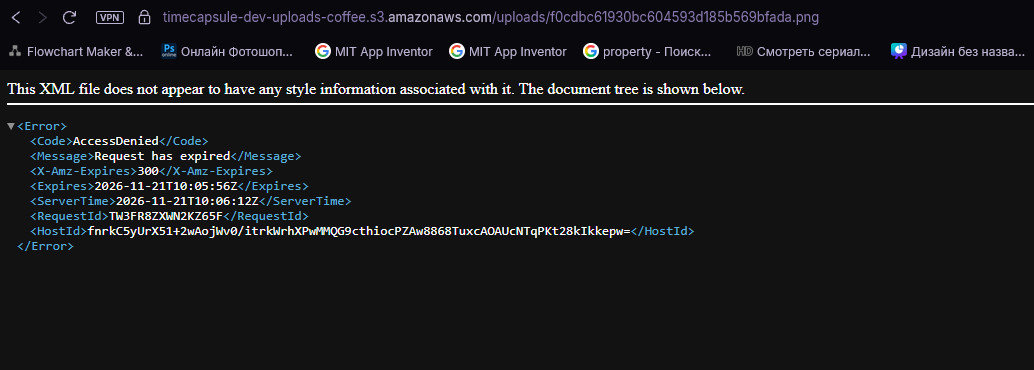 VPN timecapsule-dev-uploads-coffee.s3.amazonaws.com/uploads/f0cdbc61930bc604593d185b569bfada.png
Flowchart Maker &... Ps online Онлайн Фотошоп... MIT App Inventor MIT App Inventor property - Поиск... HD Смотреть сериал... Дизайн без назва...
This XML file does not appear to have any style information associated with it. The document tree is shown below.
▼<Error>
<Code>AccessDenied</Code>
<Message>Request has expired</Message>
<X-Amz-Expires>300</X-Amz-Expires>
<Expires>2026-11-21T10:05:56Z</Expires>
<ServerTime>2026-11-21T10:06:12Z</ServerTime>
<RequestId>TW3FR8ZXWN2KZ65F</RequestId>
<HostId>fnrkC5yUrX51+2wAojWv0/itrkWrhXPwMMQG9cthiocPZAw8868TuxcAOAUcNTqPKt28kIkkepw=</HostId>
</Error>